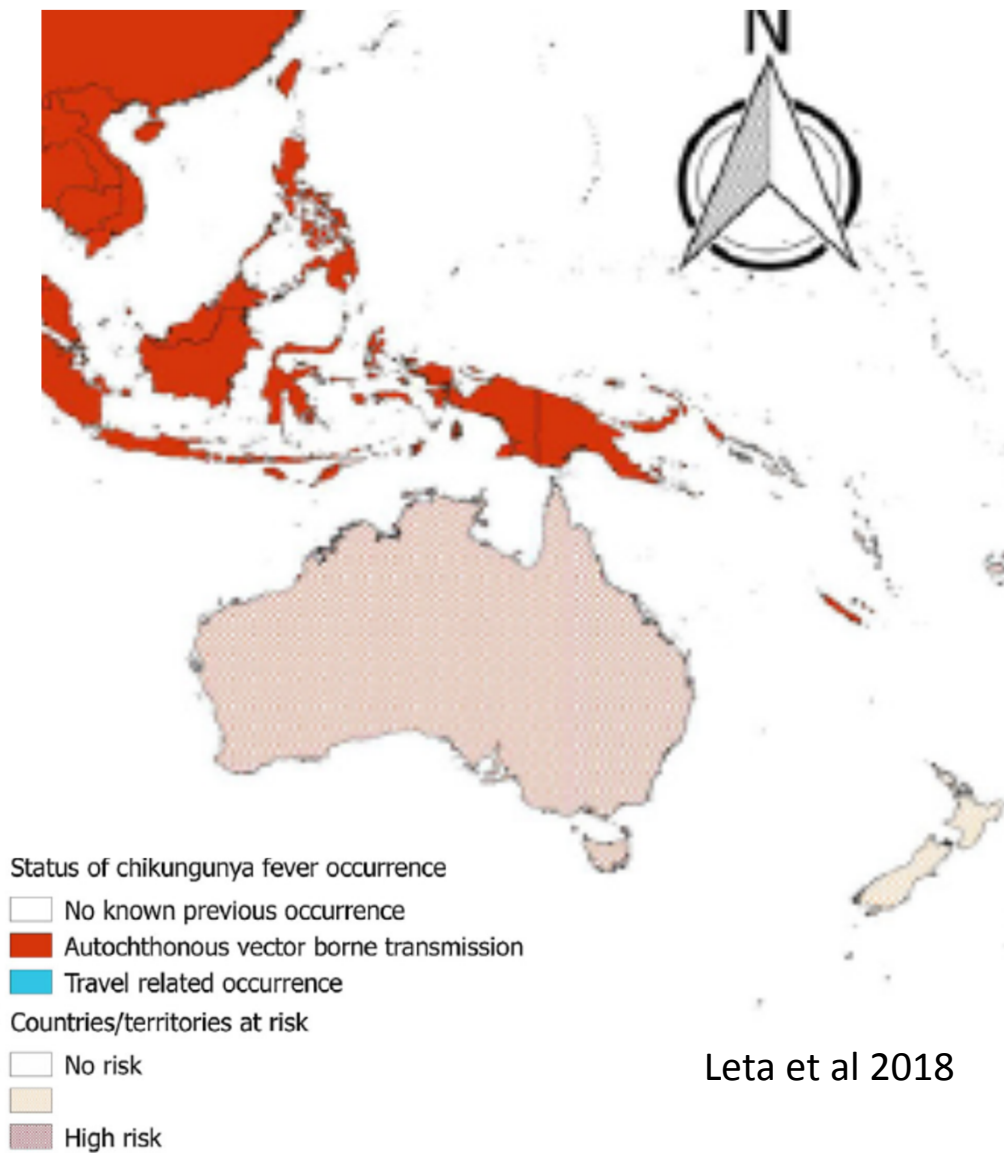 N
Status of chikungunya fever occurrence
No known previous occurrence
Autochthonous vector borne transmission
Travel related occurrence
Countries/territories at risk
No risk
High risk
Leta et al 2018